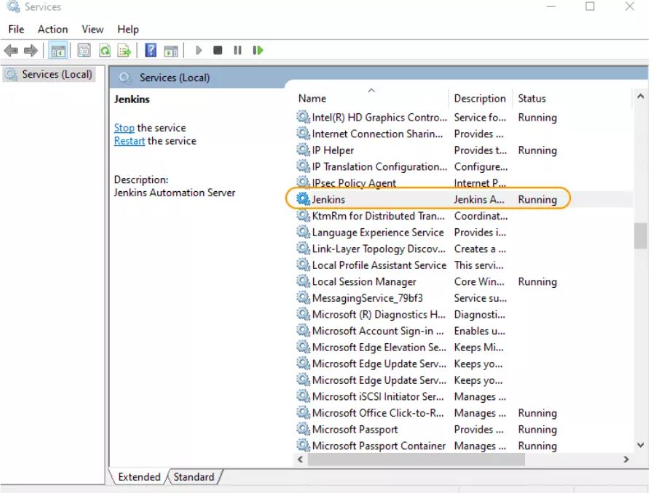 Services
File Action View Help
Services (Local)
Services (Local)
Jenkins
Stop the service
Restart the service
Description:
Jenkins Automation Server
Name Description Status
Intel(R) HD Graphics Contro... Service fo... Running
Internet Connection Sharin... Provides ...
IP Helper Provides t... Running
IP Translation Configuration... Configure...
IPsec Policy Agent Internet P...
Jenkins Jenkins A... Running
KtmRm for Distributed Tran... Coordinat...
Language Experience Service Provides i...
Link-Layer Topology Discov... Creates a ...
Local Profile Assistant Service This servi...
Local Session Manager Core Win... Running
MessagingService_79bf3 Service su...
Microsoft (R) Diagnostics H... Diagnosti...
Microsoft Account Sign-in ... Enables u...
Microsoft Edge Elevation Se... Keeps Mi...
Microsoft Edge Update Serv... Keeps yo...
Microsoft Edge Update Serv... Keeps yo...
Microsoft iSCSI Initiator Ser... Manages ...
Microsoft Office Click-to-R... Manages ... Running
Microsoft Passport Provides ... Running
Microsoft Passport Container Manages ... Running
Extended Standard